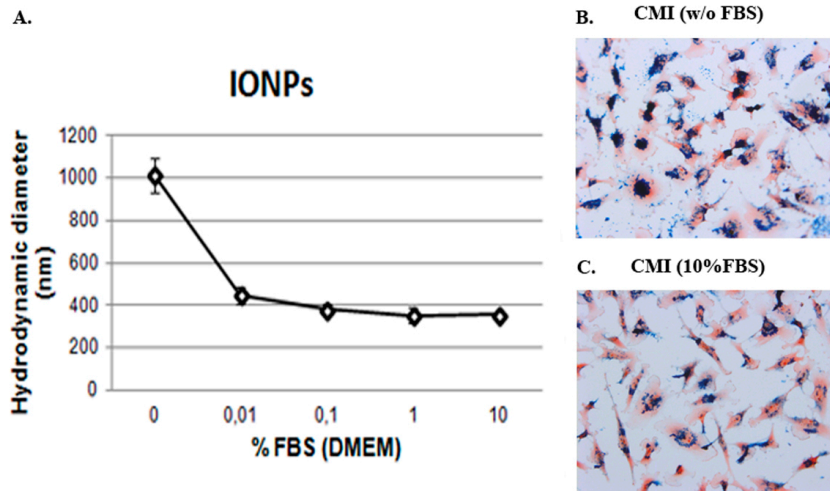 A.
IONPs
Hydrodynamic diameter
(nm)
1200
1000
800
600
400
200
0
0
0,01
0,1
1
10
% FBS (DMEM)
B.
CMI (w/o FBS)
C.
CMI (10%FBS)